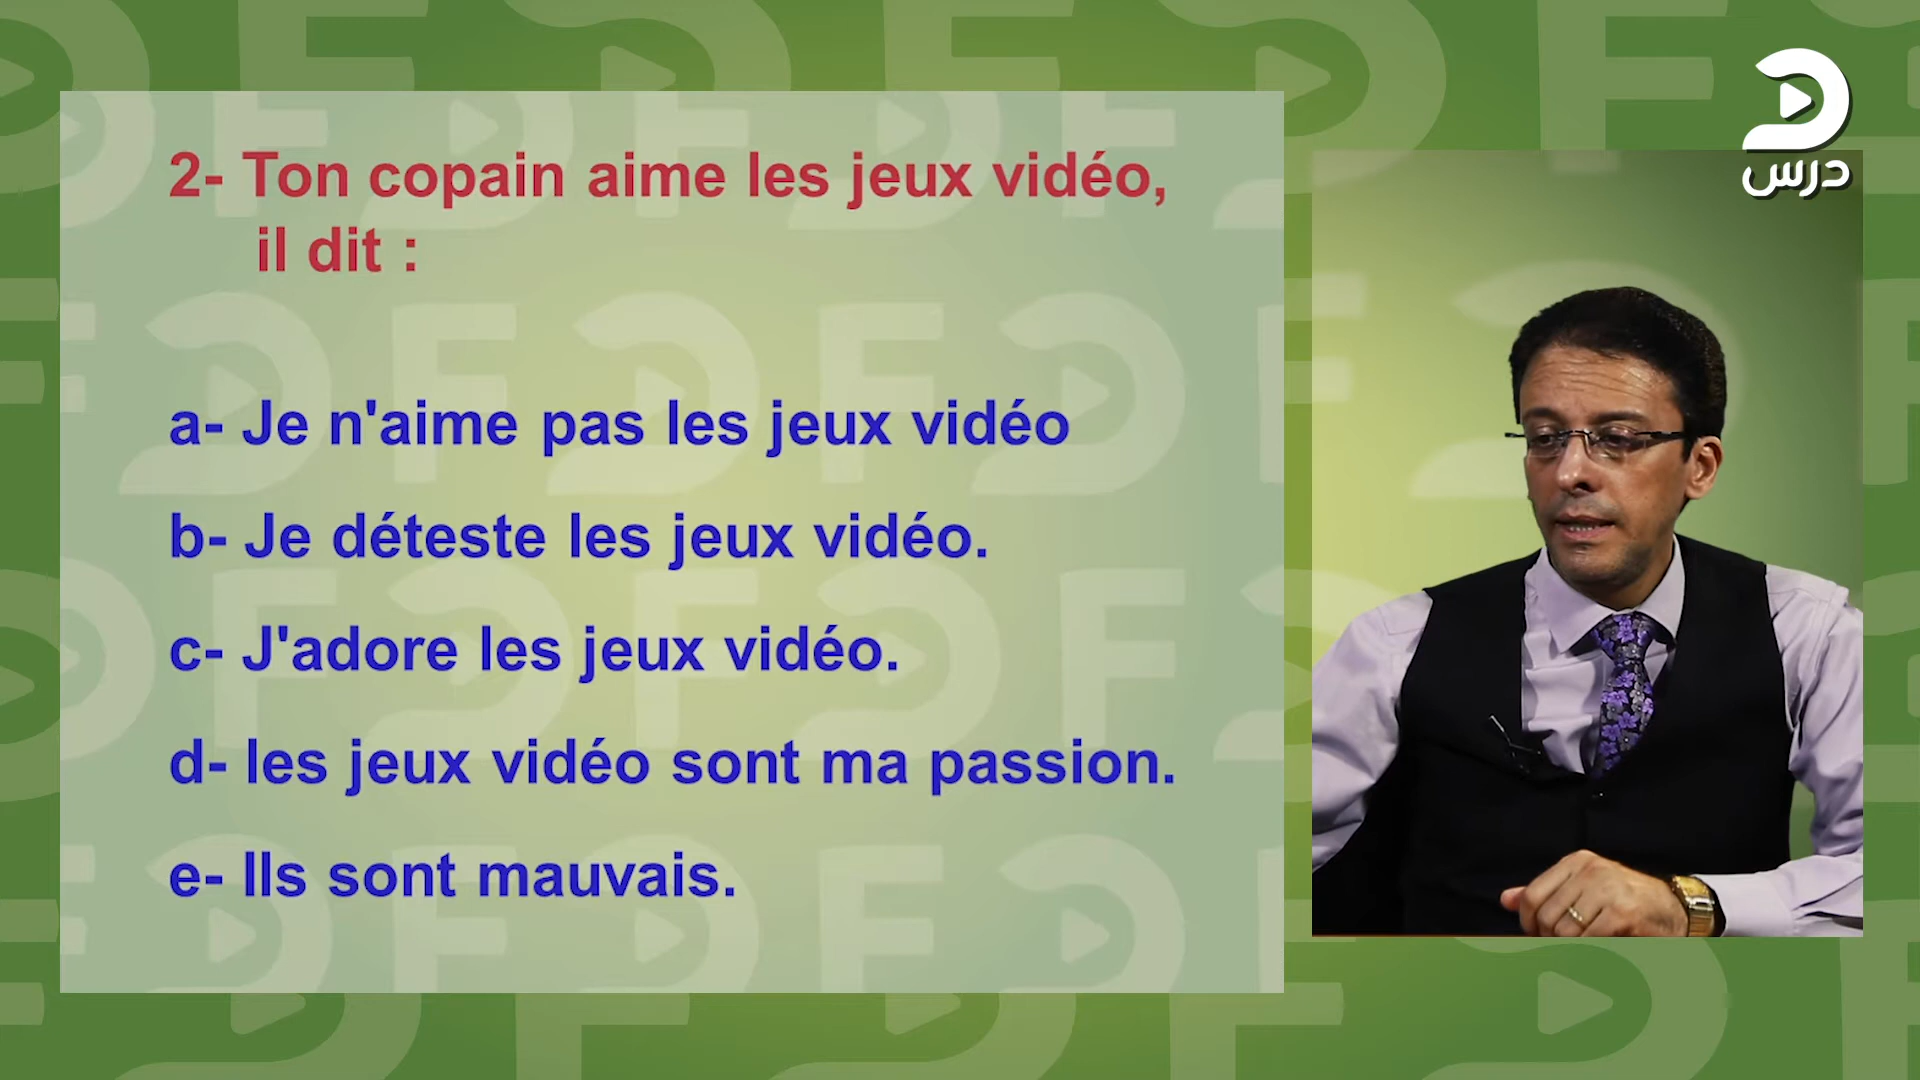 2- Ton copain aime les jeux vidéo,
il dit :
a- Je n'aime pas les jeux vidéo
b- Je déteste les jeux vidéo.
c- J'adore les jeux vidéo.
d- les jeux vidéo sont ma passion.
e- Ils sont mauvais.
درس